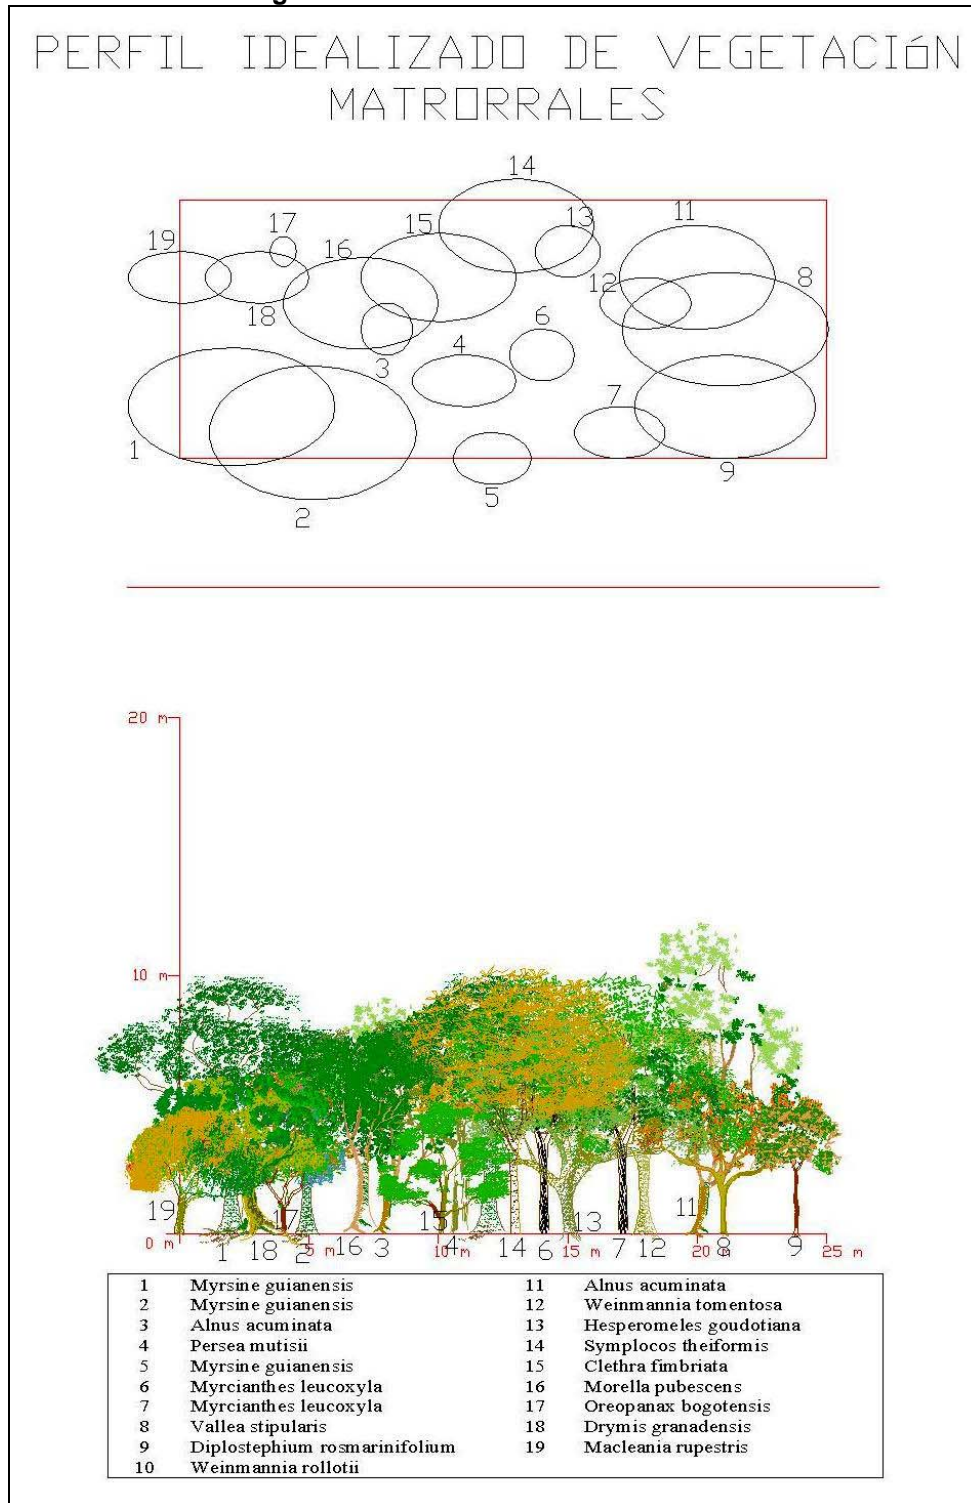 PERFIL IDEALIZADO DE VEGETACIóN
MATRORRALES
14
13
11
17
15
19
16
8
12
18
6
4
3
7
1
9
5
2
20 m
10 m
0 m
19
17
15
13
11
1
18
2
5 m
16
3
4
10 m
14
6
15 m
7
12
20 m
8
9
25 m
1 Myrsine guianensis
2 Myrsine guianensis
3 Alnus acuminata
4 Persea mutisii
5 Myrsine guianensis
6 Myrcianthes leucoxyla
7 Myrcianthes leucoxyla
8 Vallea stipularis
9 Diplostephium rosmarinifolium
10 Weinmannia rollotii
11 Alnus acuminata
12 Weinmannia tomentosa
13 Hesperomeles goudotiana
14 Symplocos theiformis
15 Clethra fimbriata
16 Morella pubescens
17 Oreopanax bogotensis
18 Drymis granadensis
19 Macleania rupestris